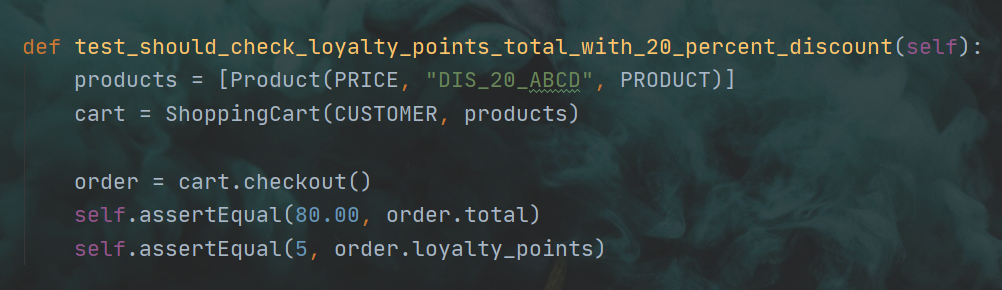 def test_should_check_loyalty_points_total_with_20_percent_discount(self):
    products = [Product(PRICE, "DIS_20_ABCD", PRODUCT)]
    cart = ShoppingCart(CUSTOMER, products)

    order = cart.checkout()
    self.assertEqual(80.00, order.total)
    self.assertEqual(5, order.loyalty_points)